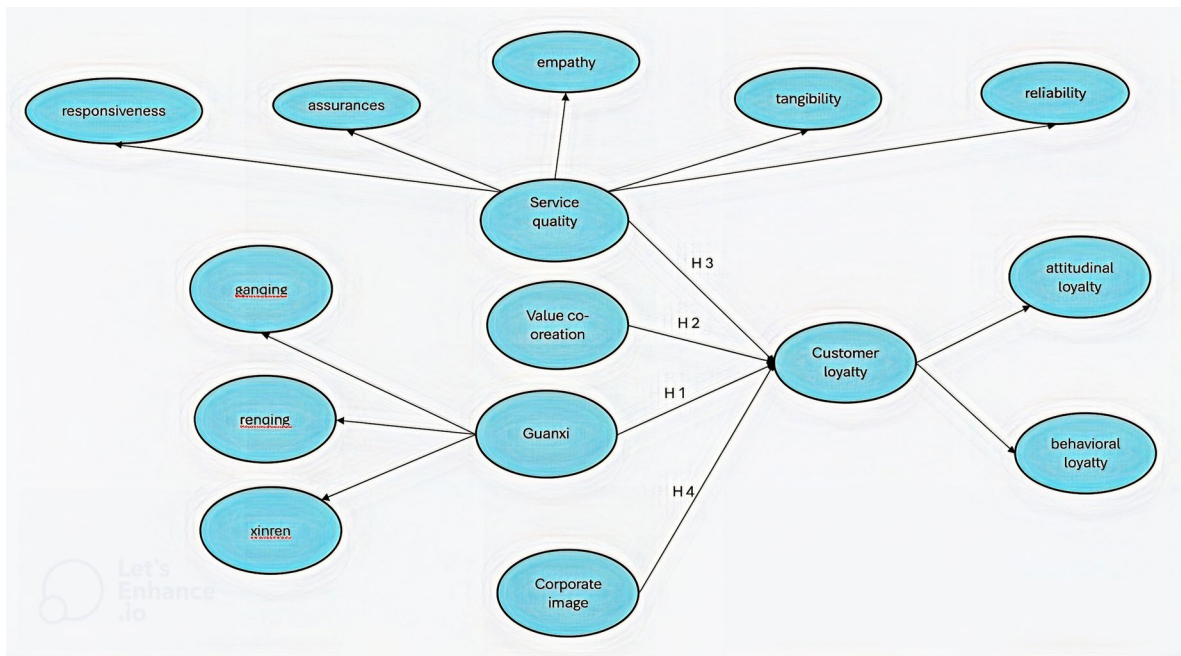 empathy
responsiveness
assurances
tangibility
reliability
Service
quality
H 3
ganqing
attitudinal
loyalty
Value co-
oreation
H 2
Customer
loyalty
H 1
renqing
Guanxi
behavioral
loyalty
H 4
xinren
Corporate
image
Let's
Enhance
.io